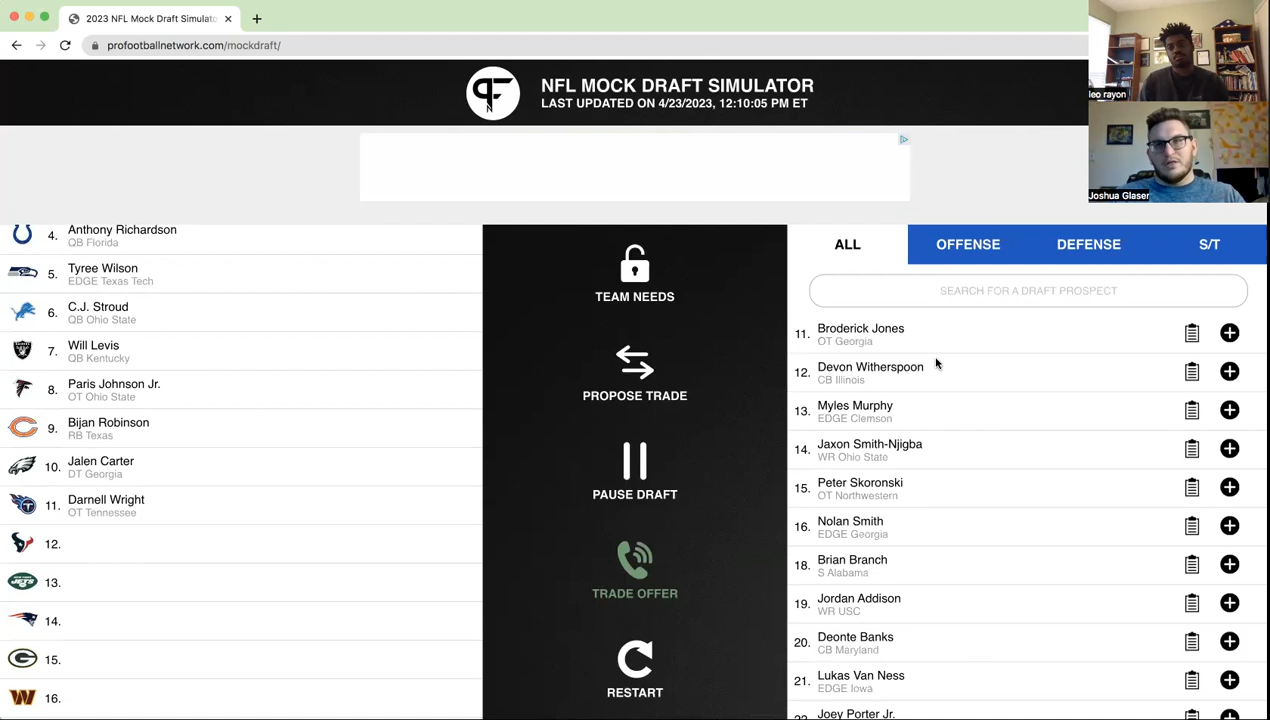 2023 NFL Mock Draft Simulato
profootballnetwork.com/mockdraft/
PF
N
NFL MOCK DRAFT SIMULATOR
LAST UPDATED ON 4/23/2023, 12:10:05 PM ET
leo rayon
Joshua Glaser
4. Anthony Richardson
QB Florida
5. Tyree Wilson
EDGE Texas Tech
6. C.J. Stroud
QB Ohio State
7. Will Levis
QB Kentucky
8. Paris Johnson Jr.
OT Ohio State
9. Bijan Robinson
RB Texas
10. Jalen Carter
DT Georgia
11. Darnell Wright
OT Tennessee
12.
13.
14.
15.
16.
TEAM NEEDS
PROPOSE TRADE
PAUSE DRAFT
TRADE OFFER
RESTART
ALL OFFENSE DEFENSE S/T
SEARCH FOR A DRAFT PROSPECT
11. Broderick Jones
OT Georgia
12. Devon Witherspoon
CB Illinois
13. Myles Murphy
EDGE Clemson
14. Jaxon Smith-Njigba
WR Ohio State
15. Peter Skoronski
OT Northwestern
16. Nolan Smith
EDGE Georgia
18. Brian Branch
S Alabama
19. Jordan Addison
WR USC
20. Deonte Banks
CB Maryland
21. Lukas Van Ness
EDGE Iowa
Joey Porter Jr.